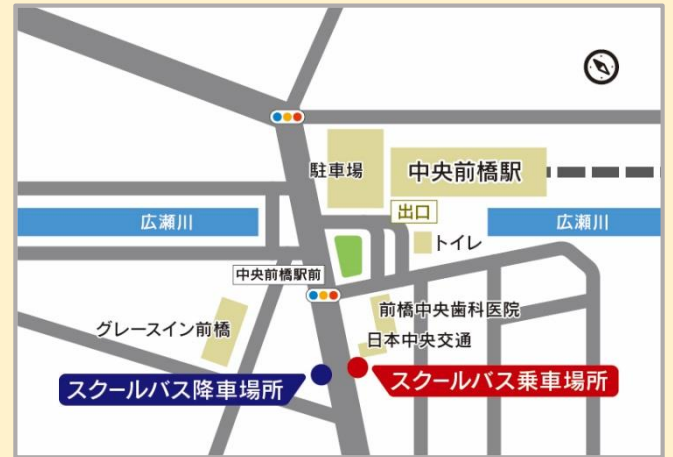 駐車場
中央前橋駅
出口
広瀬川
広瀬川
トイレ
中央前橋駅前
前橋中央歯科医院
グレースイン前橋
日本中央交通
スクールバス降車場所
スクールバス乗車場所